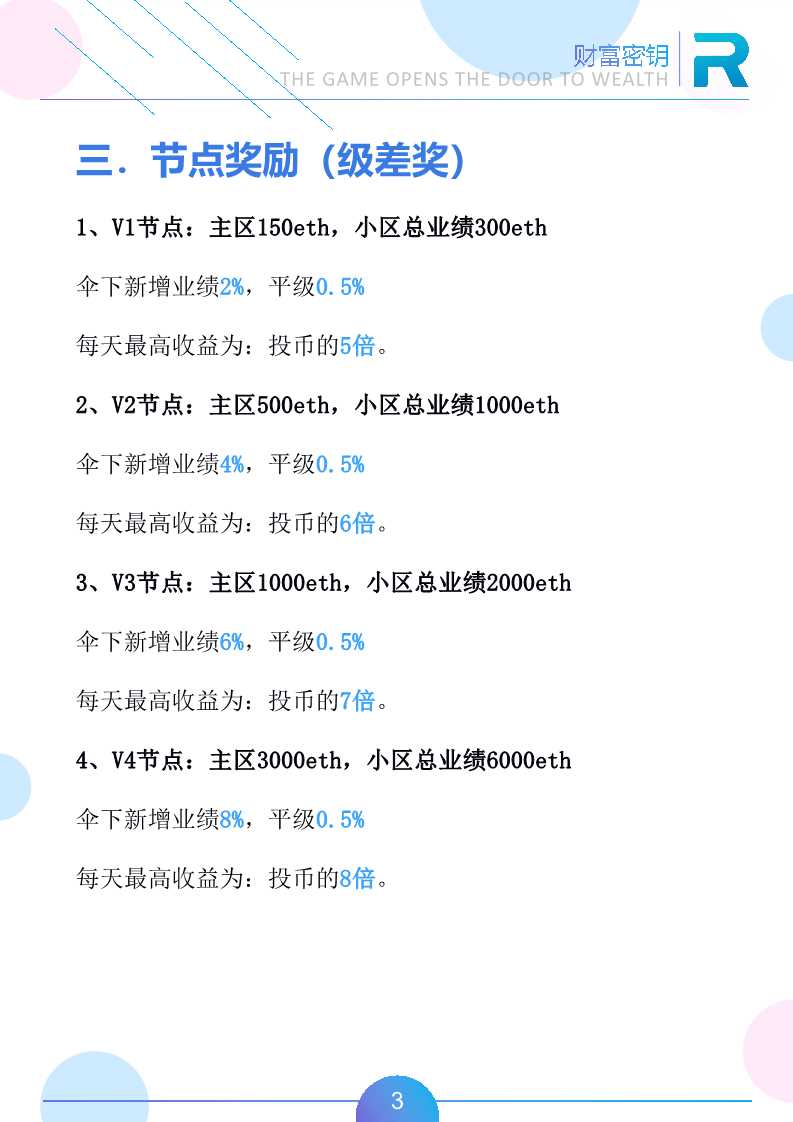 财富密钥
THE GAME OPENS THE DOOR TO WEALTH
三．节点奖励（级差奖）
1、V1节点：主区150eth，小区总业绩300eth
伞下新增业绩2%，平级0.5%
每天最高收益为：投币的5倍。
2、V2节点：主区500eth，小区总业绩1000eth
伞下新增业绩4%，平级0.5%
每天最高收益为：投币的6倍。
3、V3节点：主区1000eth，小区总业绩2000eth
伞下新增业绩6%，平级0.5%
每天最高收益为：投币的7倍。
4、V4节点：主区3000eth，小区总业绩6000eth
伞下新增业绩8%，平级0.5%
每天最高收益为：投币的8倍。
3